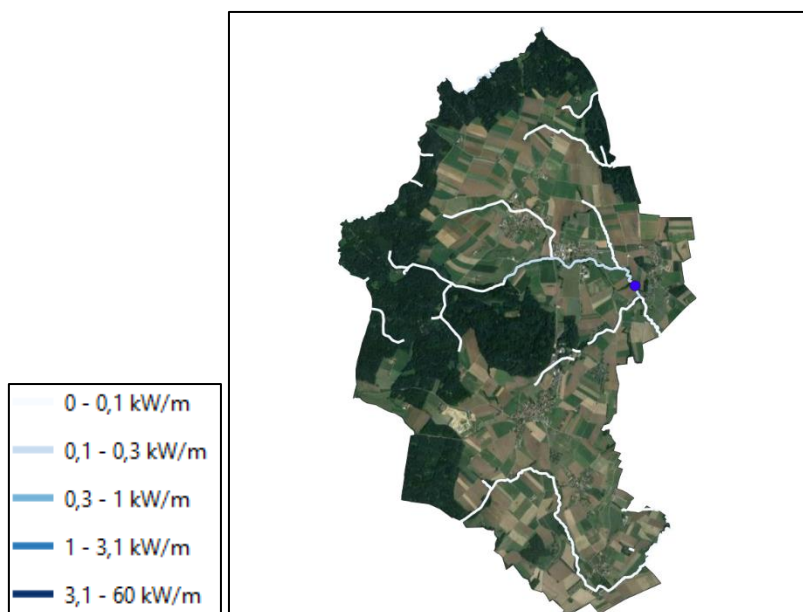 0 - 0,1 kW/m
0,1 - 0,3 kW/m
0,3 - 1 kW/m
1 - 3,1 kW/m
3,1 - 60 kW/m